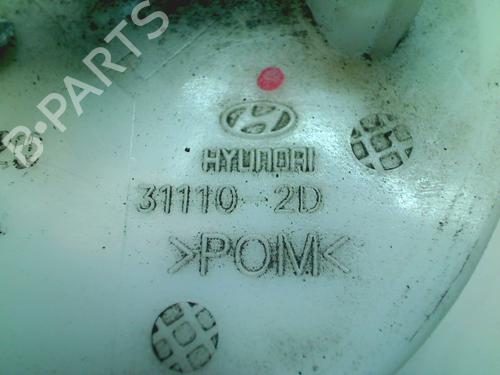 B-PARTS
HYUNDAI
31110 2D
>POM<